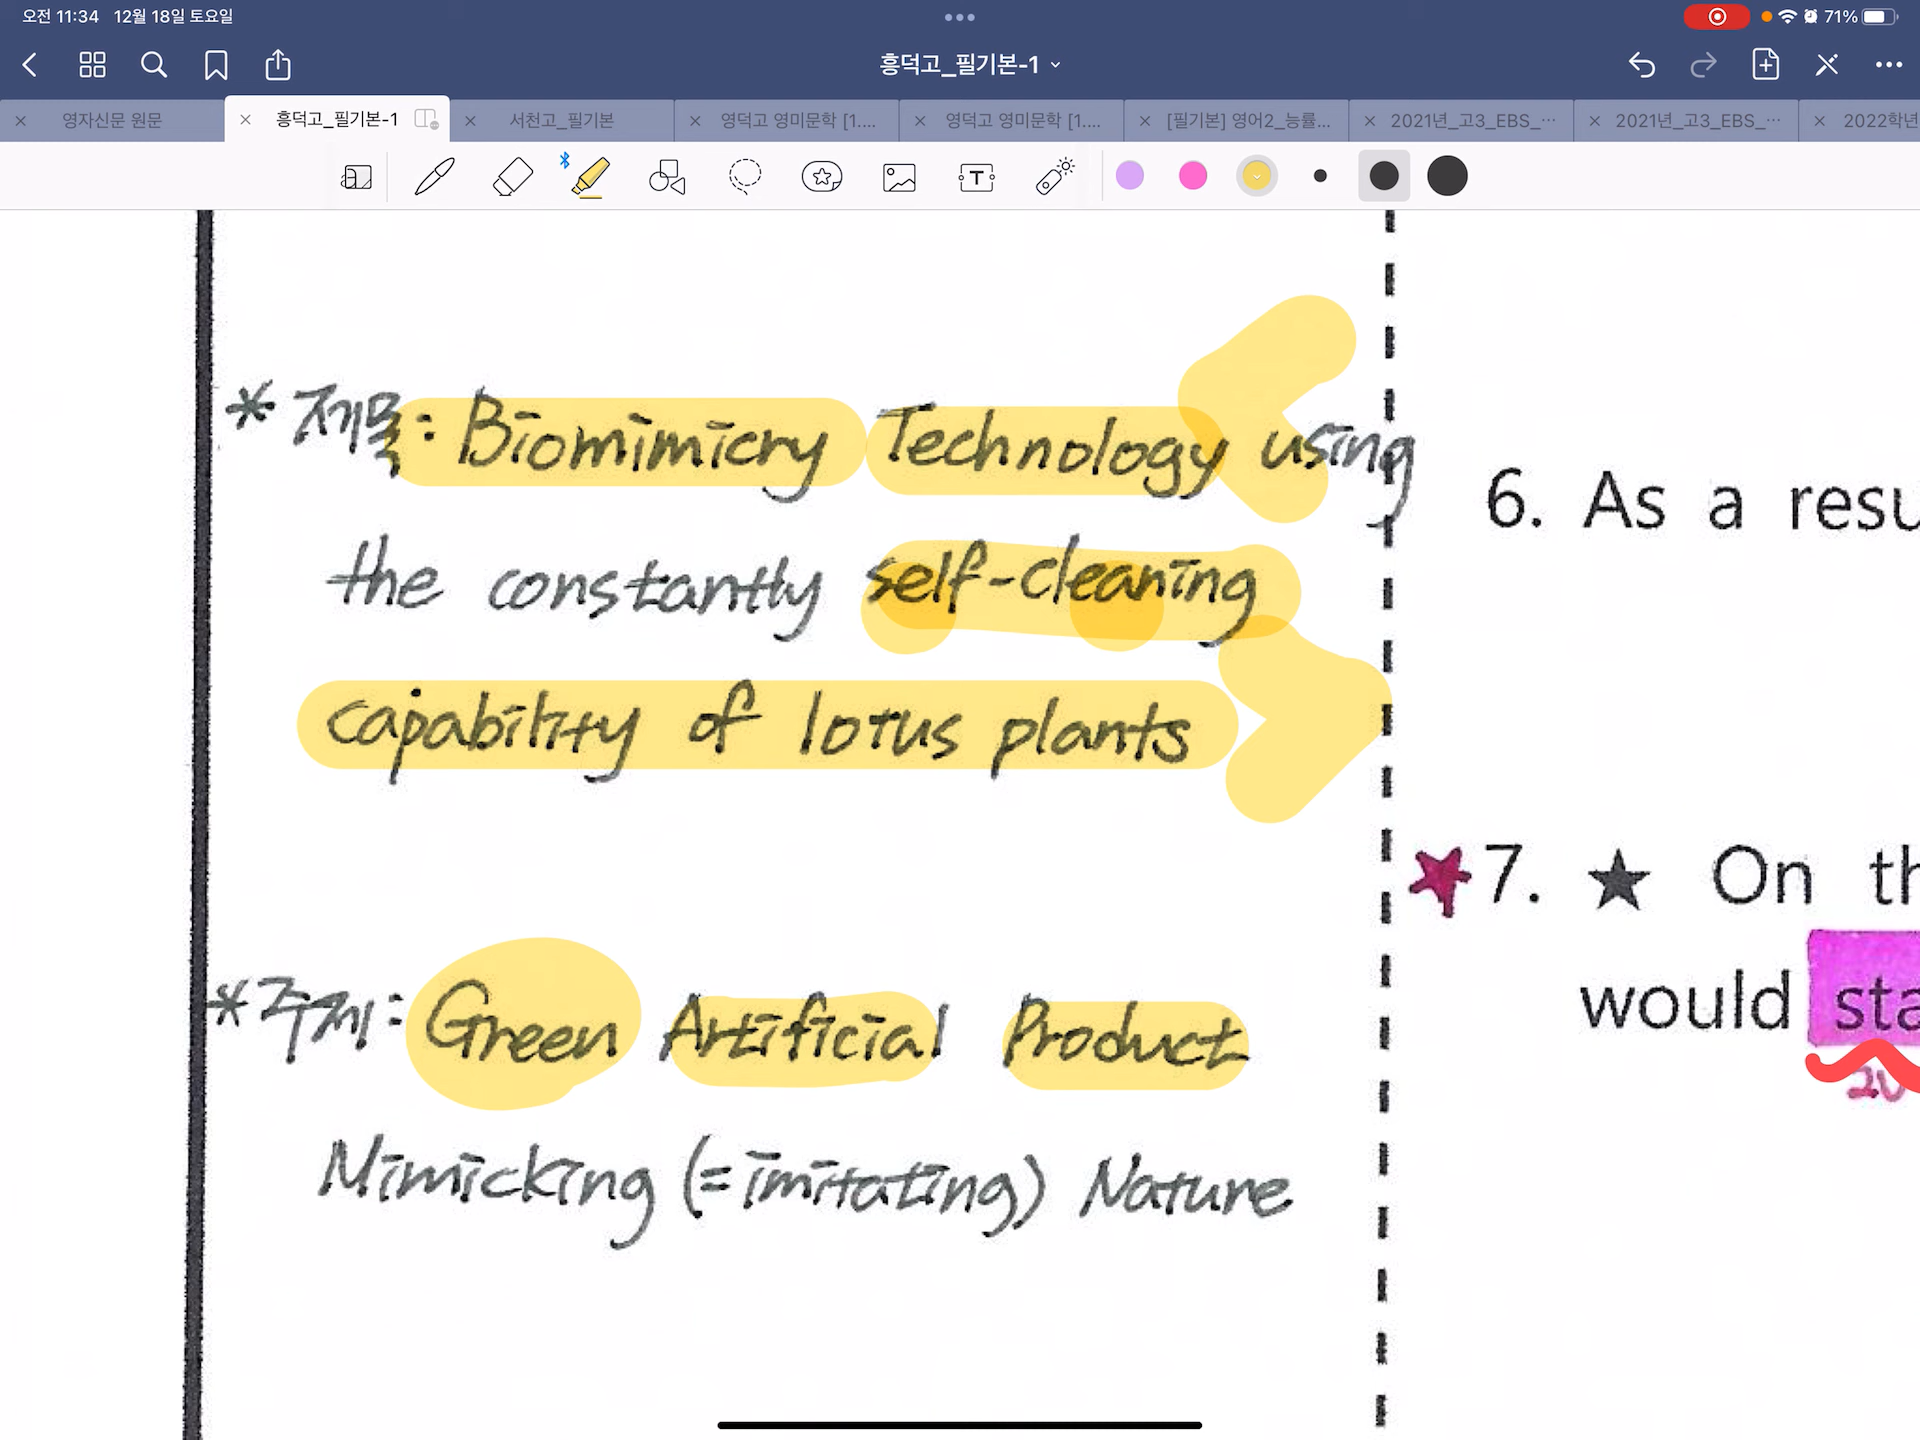 오전 11:34 12월 18일 토요일
71%
흥덕고_필기본-1
영자신문 원문
흥덕고_필기본-1
서천고_필기본
영덕고 영미문학 [1....
영덕고 영미문학 [1....
[필기본] 영어2_능률...
2021년_고3_EBS_...
2021년_고3_EBS_...
2022학년
* 제목: Biomimicry Technology using
the constantly self-cleaning
capability of lotus plants
* 주제: Green Artificial Product
Mimicking (= imitating) Nature
6. As a resu
7. ★ On th
would sta